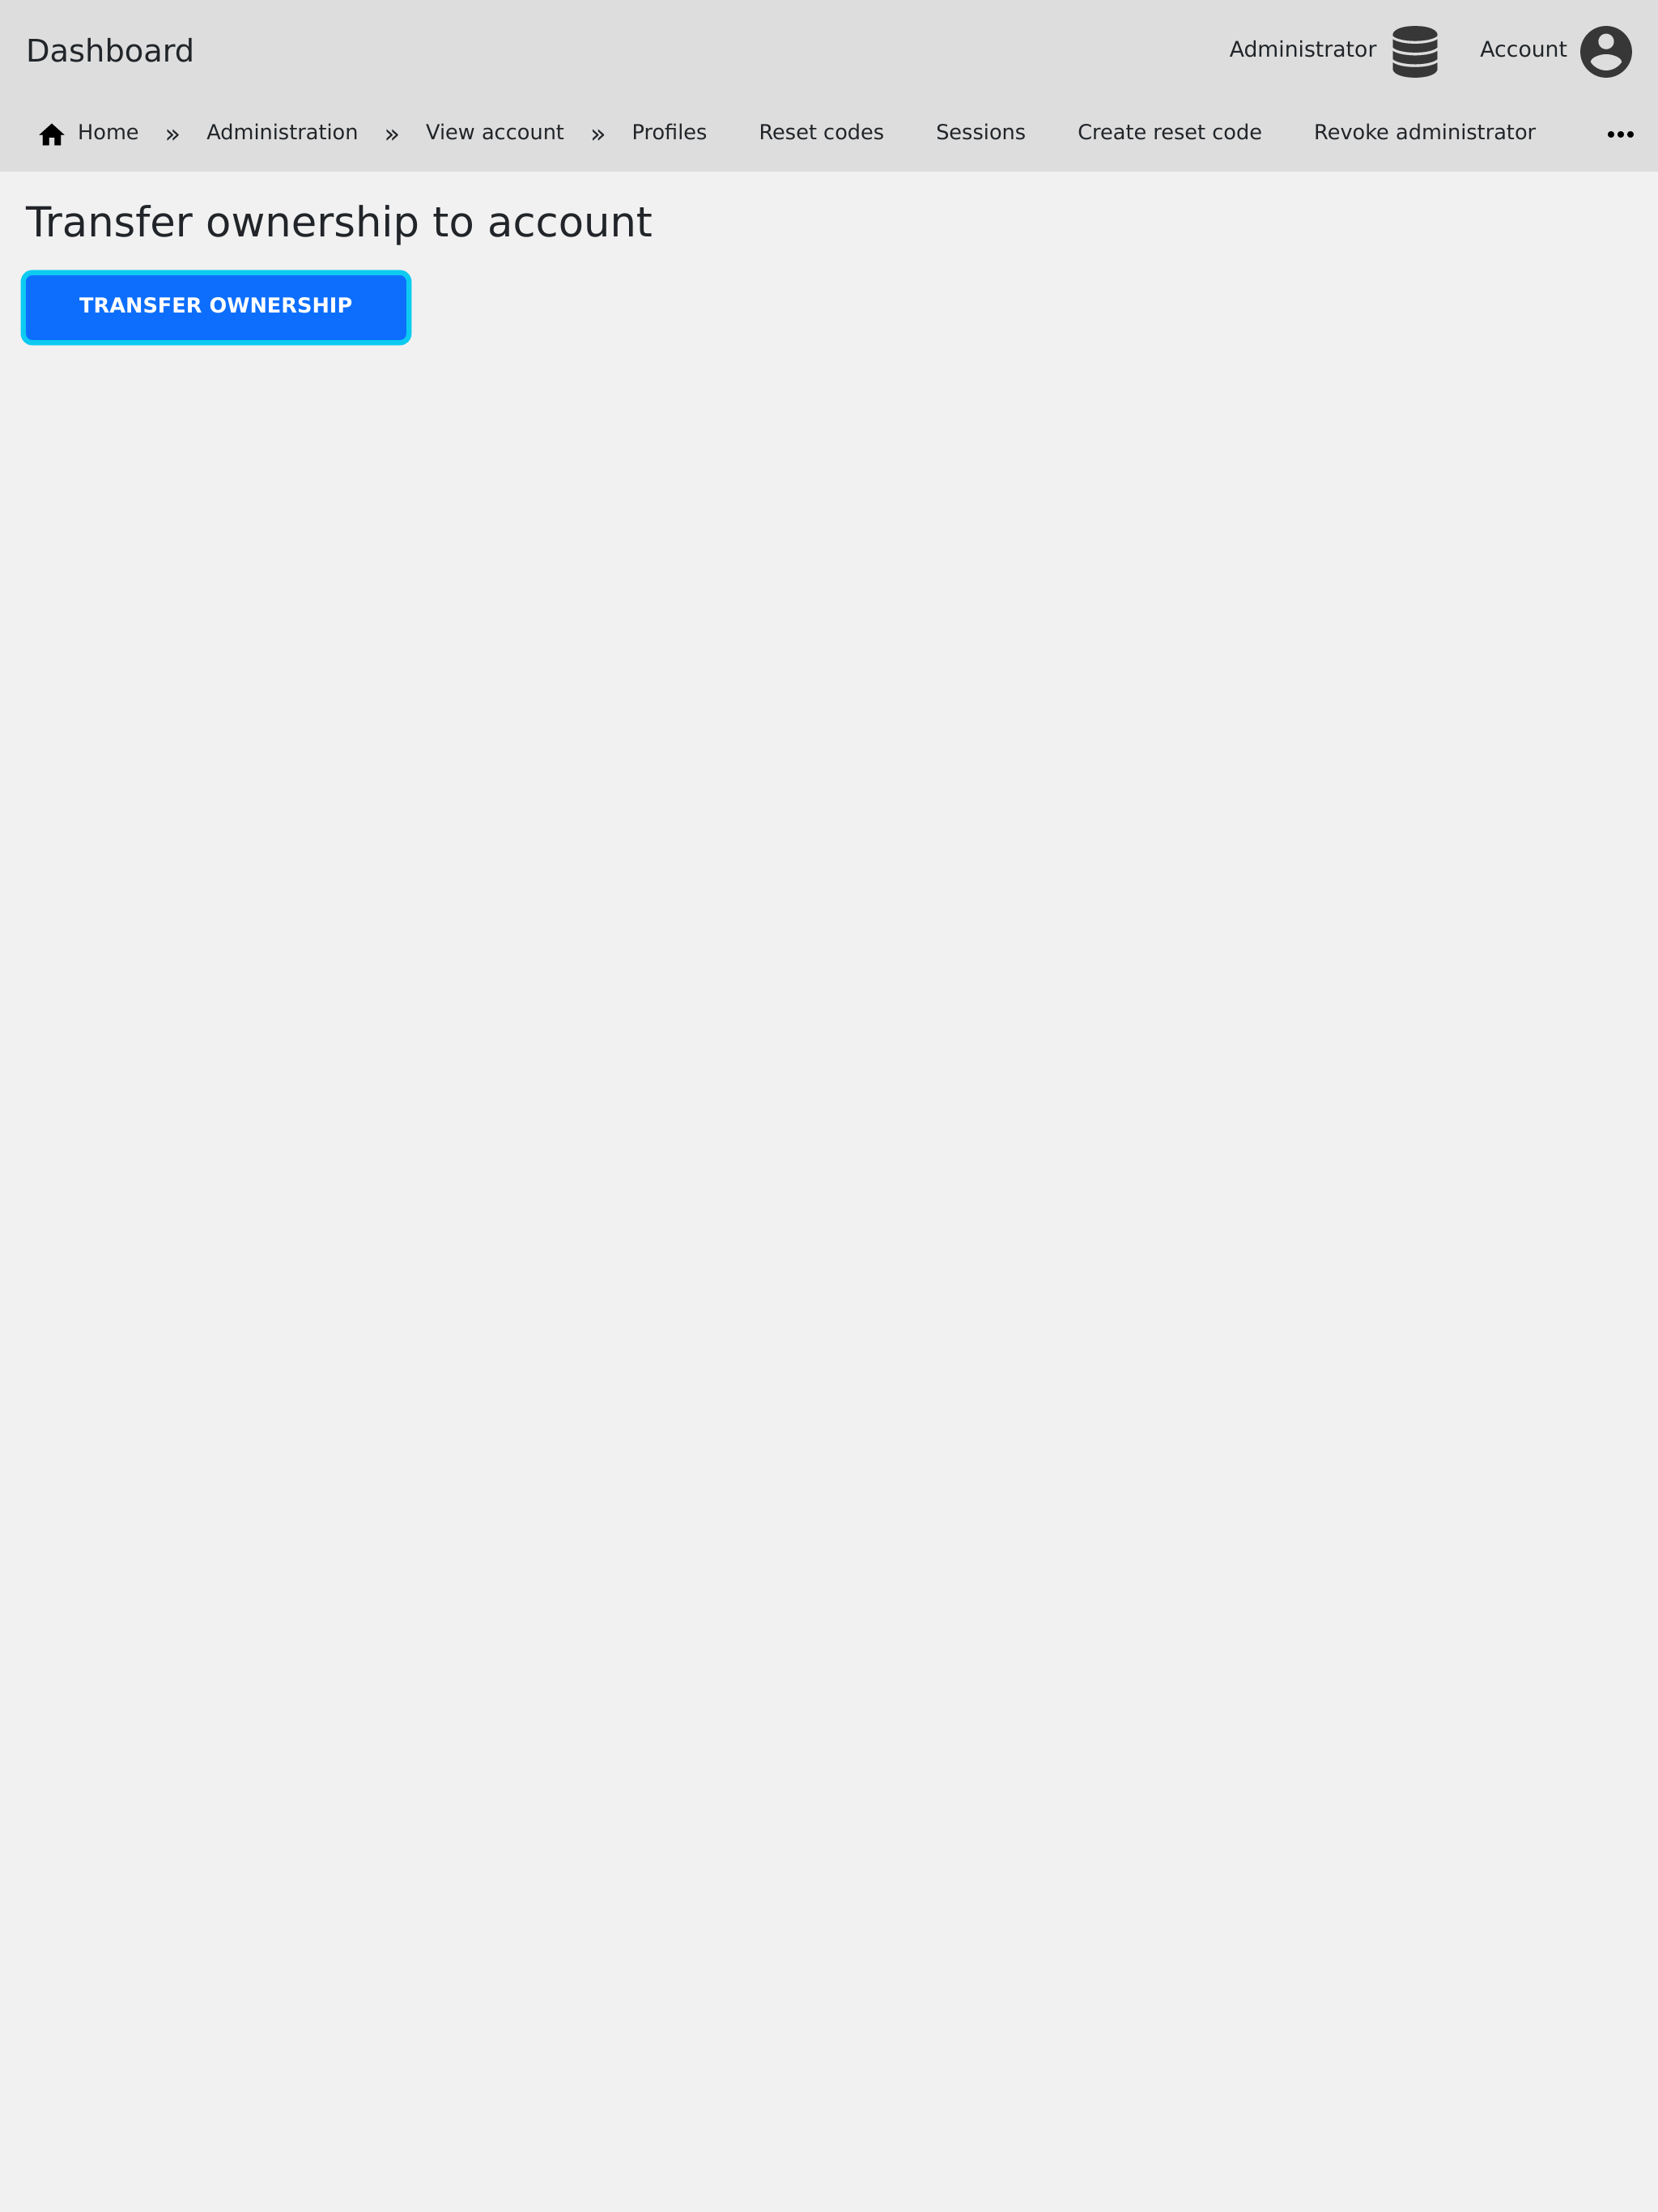 Dashboard
Administrator
Account
Home » Administration » View account » Profiles Reset codes Sessions Create reset code Revoke administrator •••
Transfer ownership to account
TRANSFER OWNERSHIP